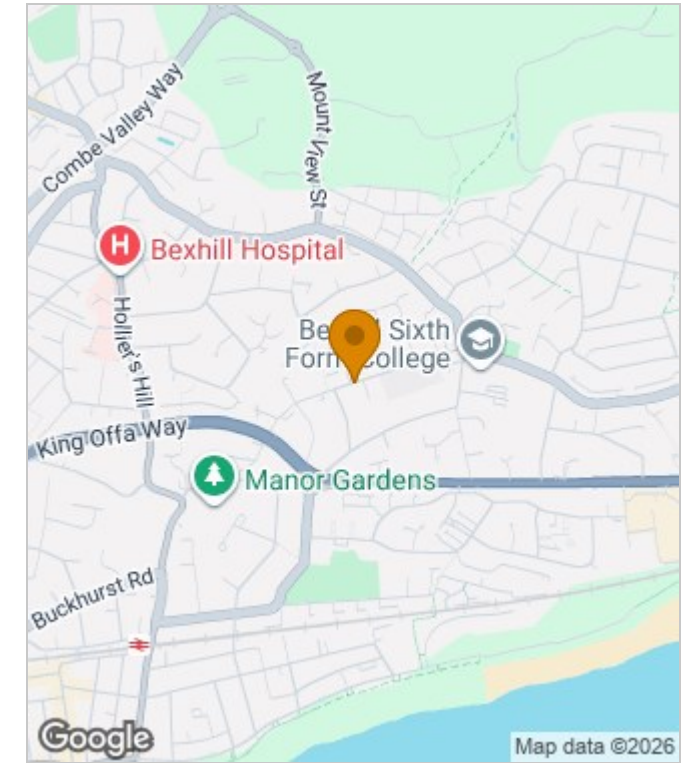 Combe Valley Way
Mount View St
H
Bexhill Hospital
Hollier's Hill
Be Sixth
Form College
King Offa Way
Manor Gardens
Buckhurst Rd
Google
Map data ©2026